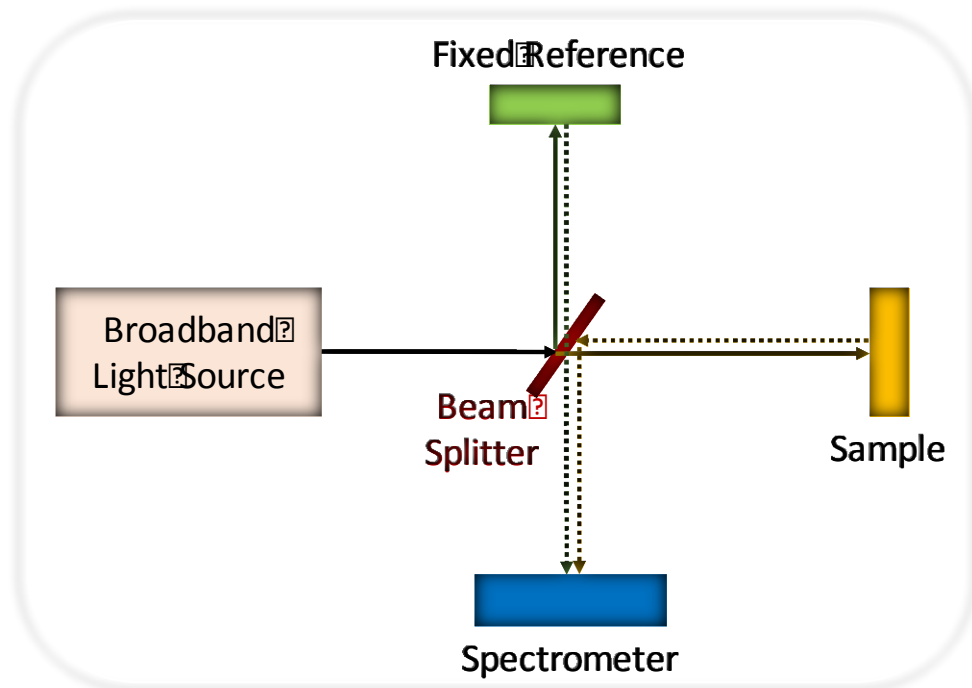 Fixed⍰Reference
Broadband⍰
Light⍰Source
Beam⍰
Splitter
Sample
Spectrometer